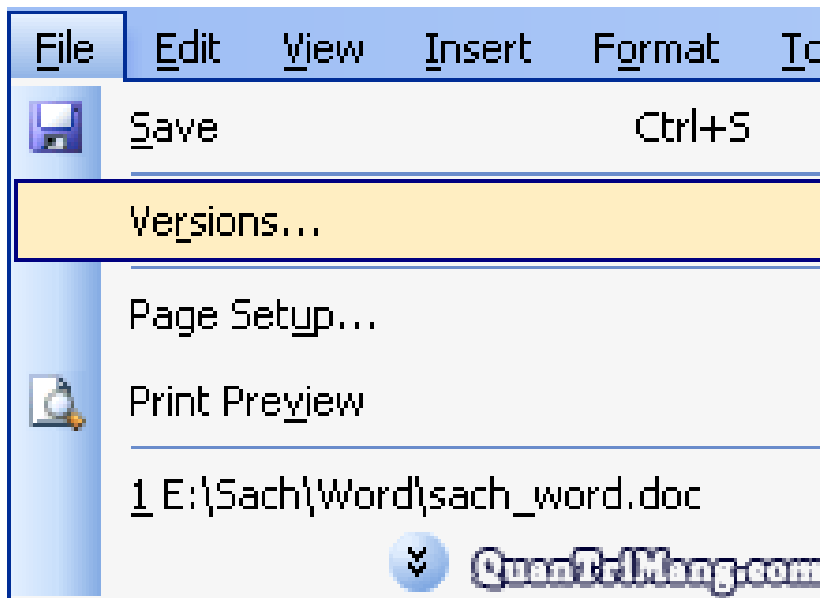 File Edit View Insert Format To
Save Ctrl+S
Versions...
Page Setup...
Print Preview
1 E:\Sach\Word\sach_word.doc
QuanTriMang.com